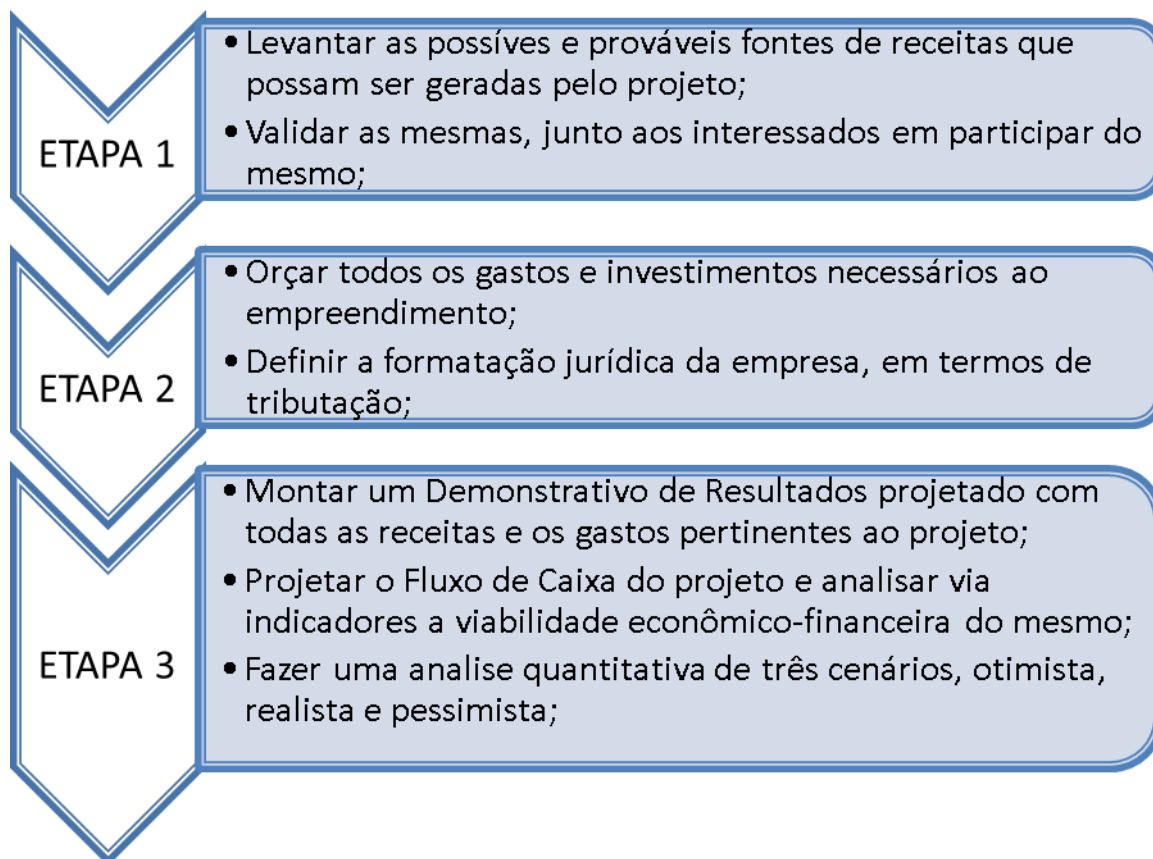 ETAPA 1
• Levantar as possíves e prováveis fontes de receitas que
possam ser geradas pelo projeto;
• Validar as mesmas, junto aos interessados em participar do
mesmo;
ETAPA 2
• Orçar todos os gastos e investimentos necessários ao
empreendimento;
• Definir a formatação jurídica da empresa, em termos de
tributação;
ETAPA 3
• Montar um Demonstrativo de Resultados projetado com
todas as receitas e os gastos pertinentes ao projeto;
• Projetar o Fluxo de Caixa do projeto e analisar via
indicadores a viabilidade econômico-financeira do mesmo;
• Fazer uma analise quantitativa de três cenários, otimista,
realista e pessimista;